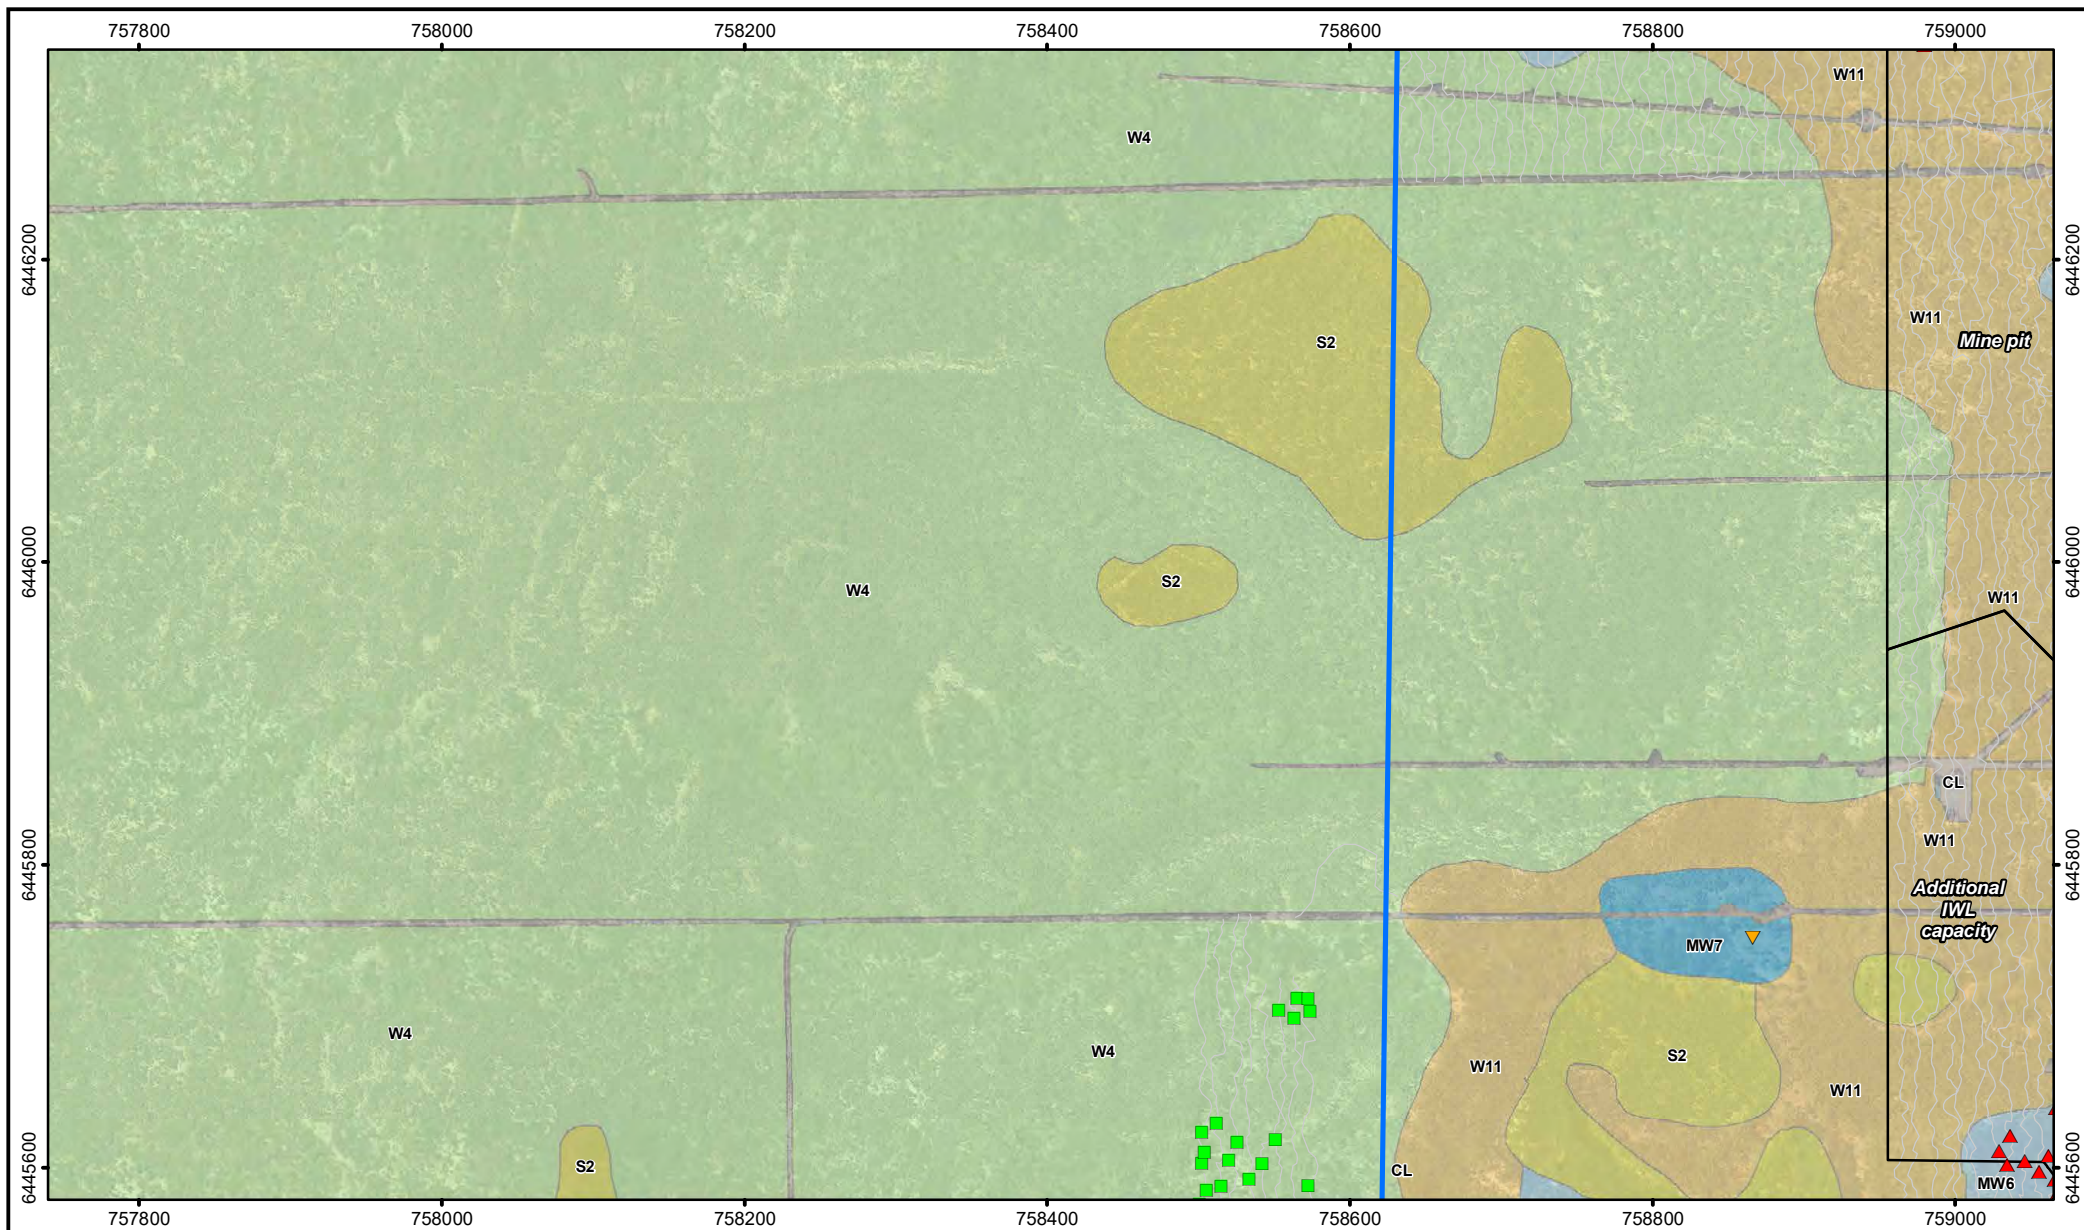 757800 758000 758200 758400 758600 758800 759000
W11
W4
6446200 6446200
W11
S2 Mine pit
6446000 6446000
S2
W4 W11
CL
W11
6445800 6445800
Additional
IWL
capacity
MW7
W4
W4 S2
W11
W11
6445600 6445600
S2 CL
MW6
757800 758000 758200 758400 758600 758800 759000